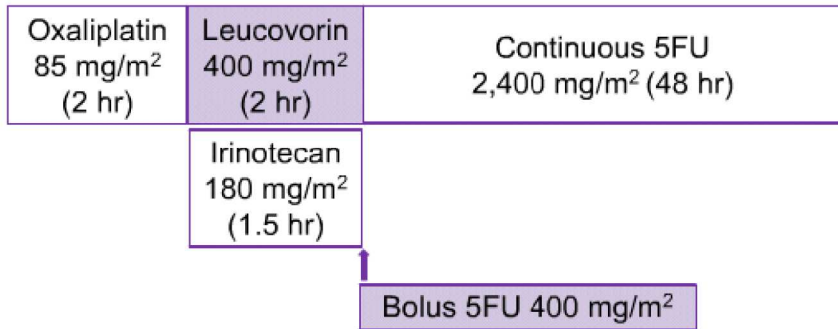 Oxaliplatin
85 mg/m²
(2 hr)
Leucovorin
400 mg/m²
(2 hr)
Continuous 5FU
2,400 mg/m² (48 hr)
Irinotecan
180 mg/m²
(1.5 hr)
Bolus 5FU 400 mg/m²